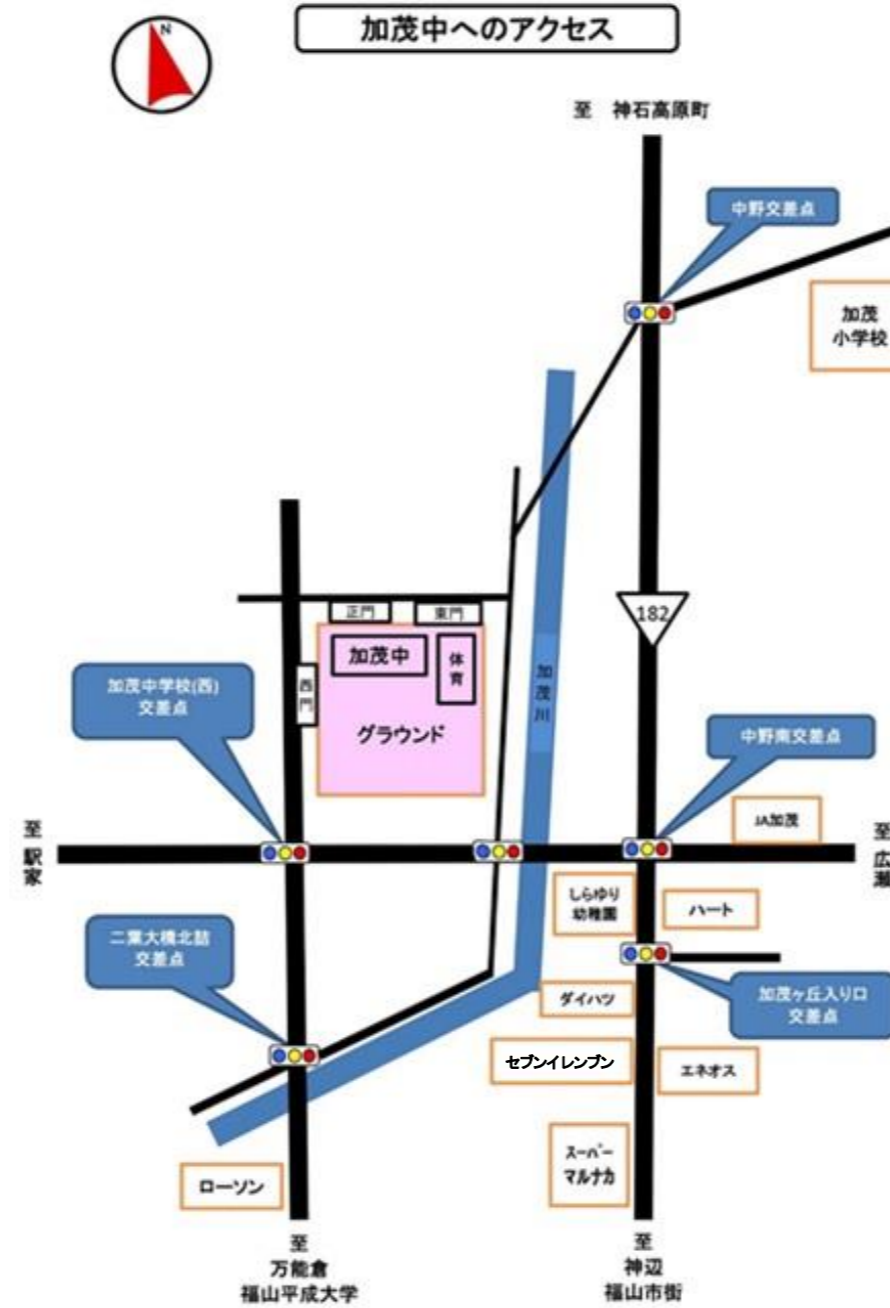 加茂中へのアクセス
N
至 神石高原町
中野交差点
加茂
小学校
182
正門
東門
加茂中
体育
西門
グラウンド
加茂川
加茂中学校(西)
交差点
中野南交差点
JA加茂
至 駅家
至 広瀬
しらゆり
幼稚園
ハート
二葉大橋北詰
交差点
加茂ヶ丘入り口
交差点
ダイハツ
セブンイレンブン
エネオス
スーパー
マルナカ
ローソン
至
万能倉
福山平成大学
至
神辺
福山市街